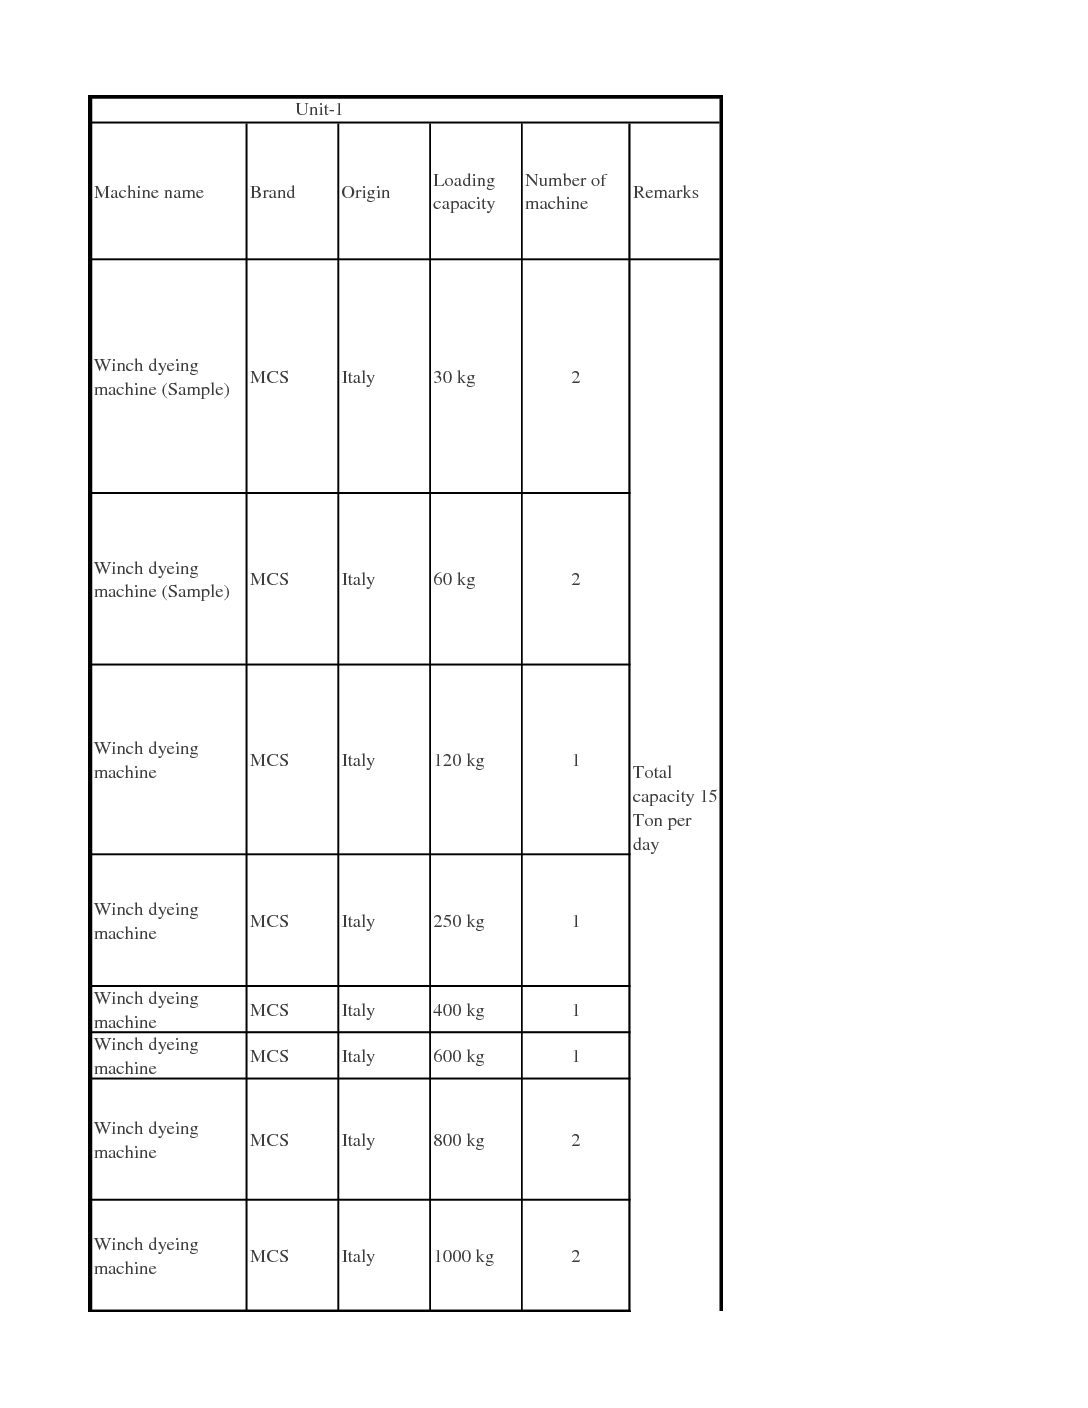 Unit-1
Machine name Brand Origin Loading capacity Number of machine Remarks
Winch dyeing
machine (Sample) MCS Italy 30 kg 2
Winch dyeing
machine (Sample) MCS Italy 60 kg 2
Winch dyeing
machine MCS Italy 120 kg 1
Total
capacity 15
Ton per
day
Winch dyeing
machine MCS Italy 250 kg 1
Winch dyeing
machine MCS Italy 400 kg 1
Winch dyeing
machine MCS Italy 600 kg 1
Winch dyeing
machine MCS Italy 800 kg 2
Winch dyeing
machine MCS Italy 1000 kg 2